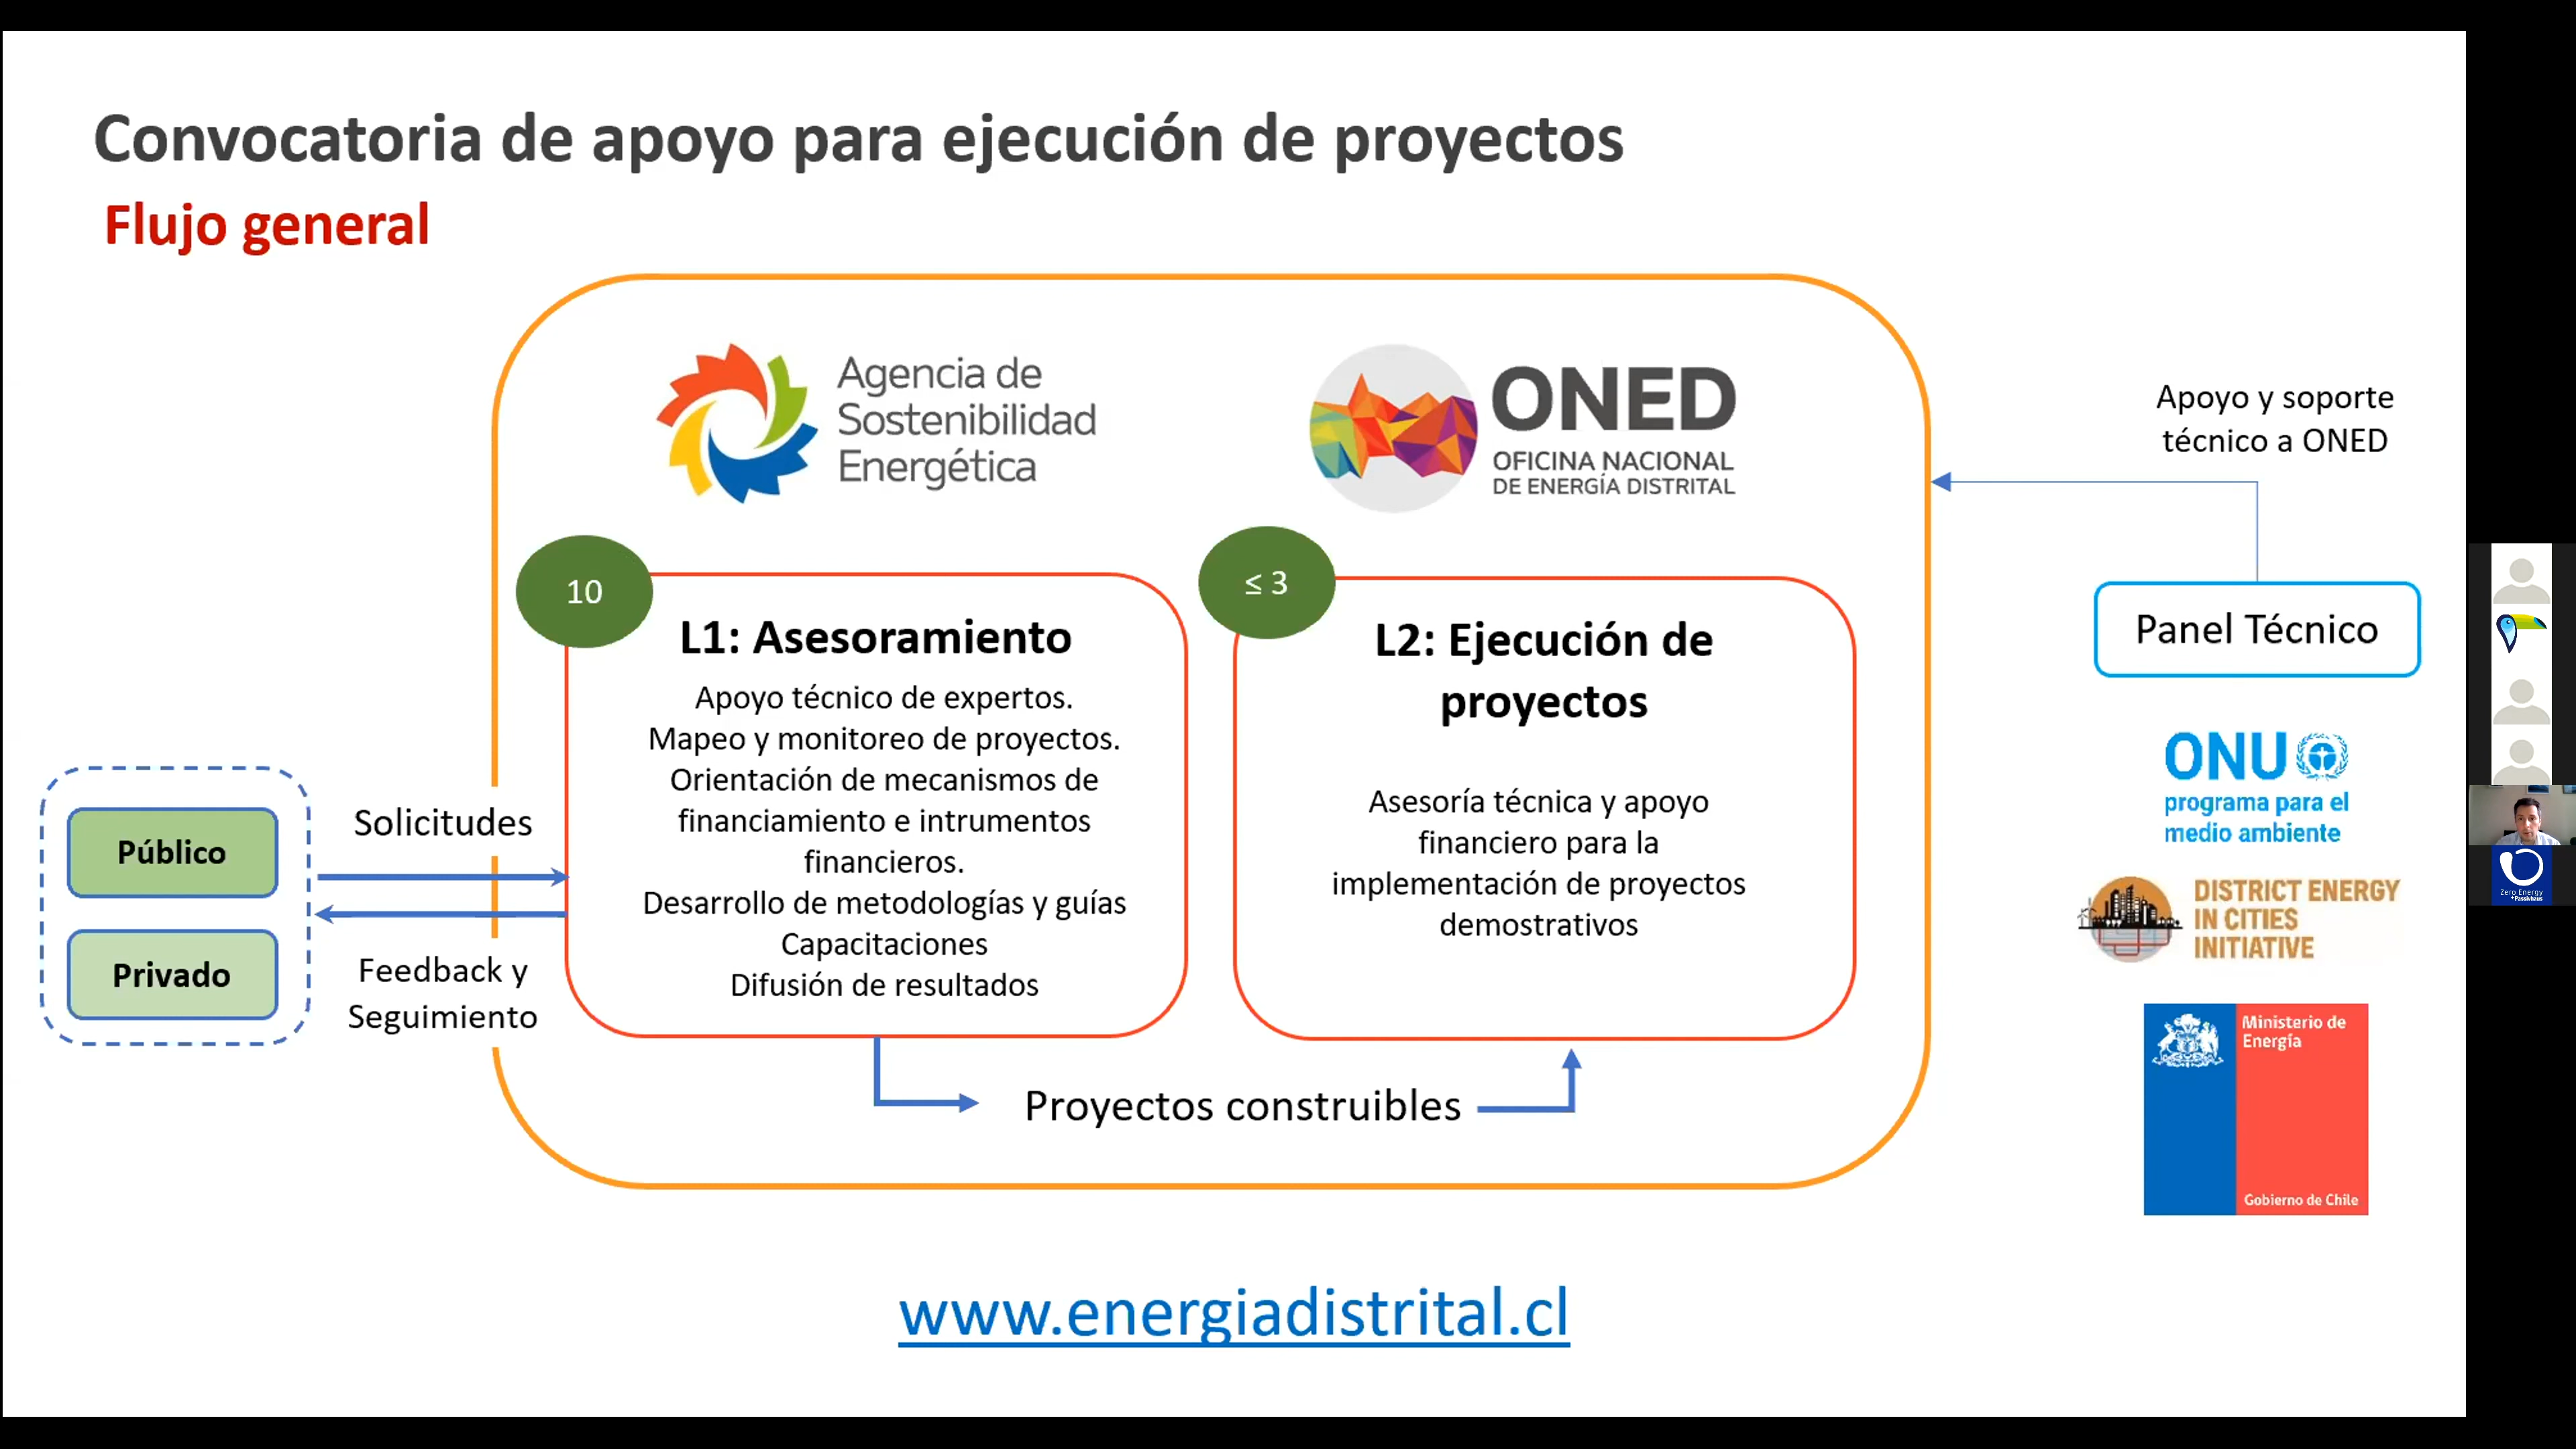 Convocatoria de apoyo para ejecución de proyectos
Flujo general
Agencia de
Sostenibilidad
Energética
ONED
OFICINA NACIONAL
DE ENERGÍA DISTRITAL
Apoyo y soporte
técnico a ONED
10
L1: Asesoramiento
Apoyo técnico de expertos.
Mapeo y monitoreo de proyectos.
Orientación de mecanismos de
financiamiento e intrumentos
financieros.
Desarrollo de metodologías y guías
Capacitaciones
Difusión de resultados
≤ 3
L2: Ejecución de
proyectos
Asesoría técnica y apoyo
financiero para la
implementación de proyectos
demostrativos
Panel Técnico
Público
Privado
Solicitudes
Feedback y
Seguimiento
Proyectos construibles
ONU
programa para el
medio ambiente
DISTRICT ENERGY
IN CITIES
INITIATIVE
Ministerio de
Energía
Gobierno de Chile
Zero Energy
+Passivhaus
www.energiadistrital.cl